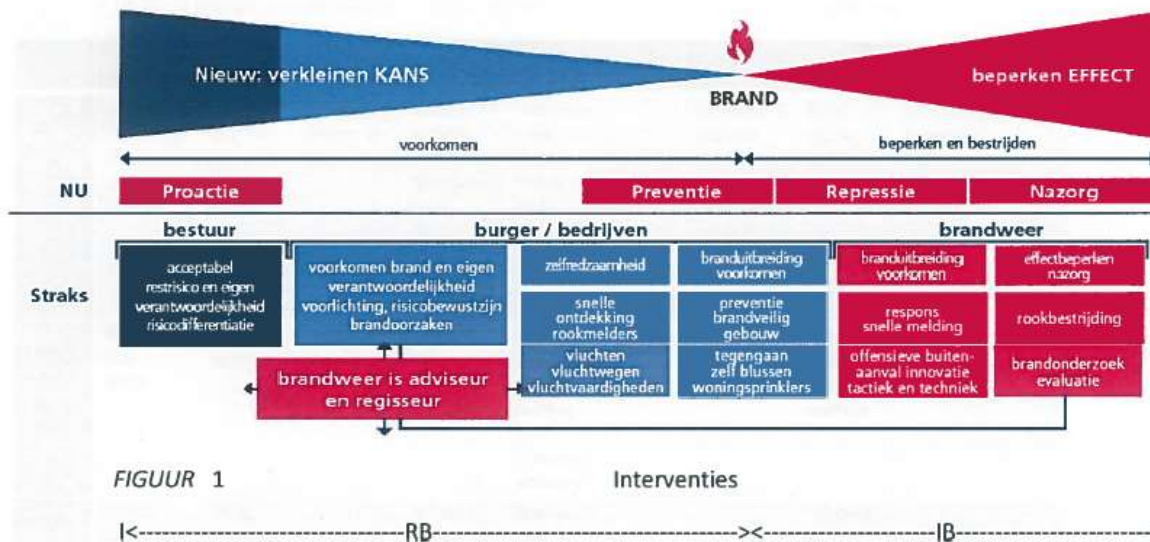 Nieuw: verkleinen KANS
beperken EFFECT
BRAND
voorkomen
beperken en bestrijden
NU
Proactie
Preventie
Repressie
Nazorg
bestuur
burger / bedrijven
brandweer
Straks
acceptabel
restrisico en eigen
verantwoordelijkheid
risicodifferentiatie
voorkomen brand en eigen
verantwoordelijkheid
voorlichting, risicobewustzijn
brandoorzaken
zelfredzaamheid
snelle
ontdekking
rookmelders
vluchten
vluchtwegen
vluchtvaardigheden
branduitbreiding
voorkomen
preventie
brandveilig
gebouw
tegengaan
zelf blussen
woningsprinklers
branduitbreiding
voorkomen
respons
snelle melding
offensieve buiten-
aanval innovatie
tactiek en techniek
effectbeperken
nazorg
rookbestrijding
brandonderzoek
evaluatie
brandweer is adviseur
en regisseur
FIGUUR 1
Interventies
I<------------------------------------RB---------------------------------------><-------------------------IB---------------------------